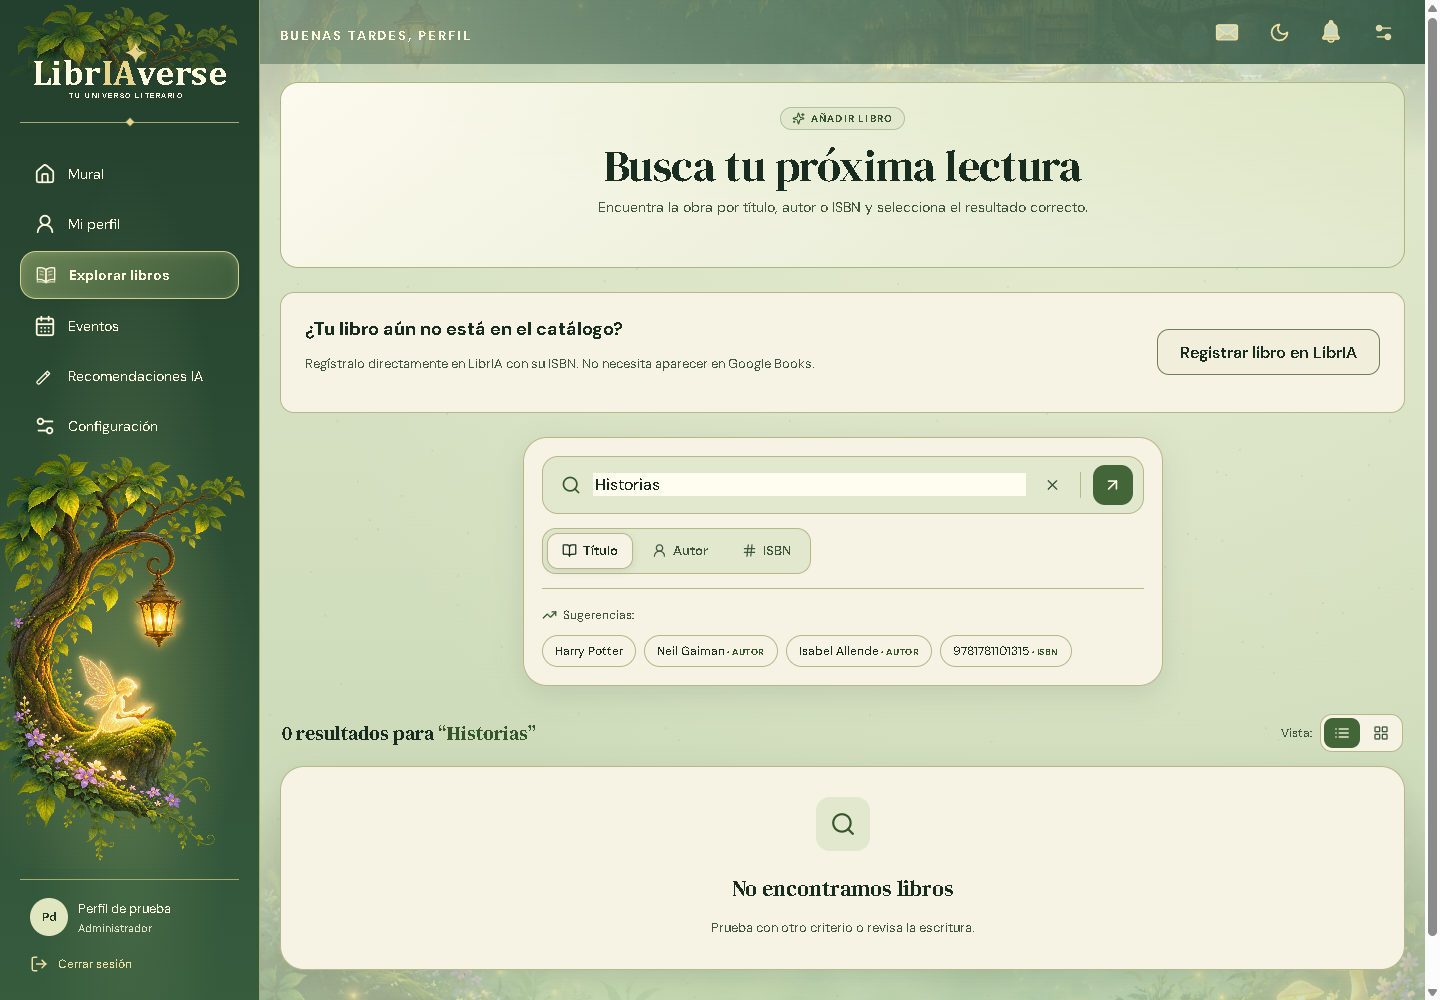 LibrIAverse
TU UNIVERSO LITERARIO
Mural
Mi perfil
Explorar libros
Eventos
Recomendaciones IA
Configuración
Pd
Perfil de prueba
Administrador
Cerrar sesión
BUENAS TARDES, PERFIL
AÑADIR LIBRO
Busca tu próxima lectura
Encuentra la obra por título, autor o ISBN y selecciona el resultado correcto.
¿Tu libro aún no está en el catálogo?
Regístralo directamente en LibrIA con su ISBN. No necesita aparecer en Google Books.
Registrar libro en LibrIA
Historias
Título Autor ISBN
Sugerencias:
Harry Potter Neil Gaiman · AUTOR Isabel Allende · AUTOR 9781781101315 · ISBN
0 resultados para “Historias”
Vista:
No encontramos libros
Prueba con otro criterio o revisa la escritura.